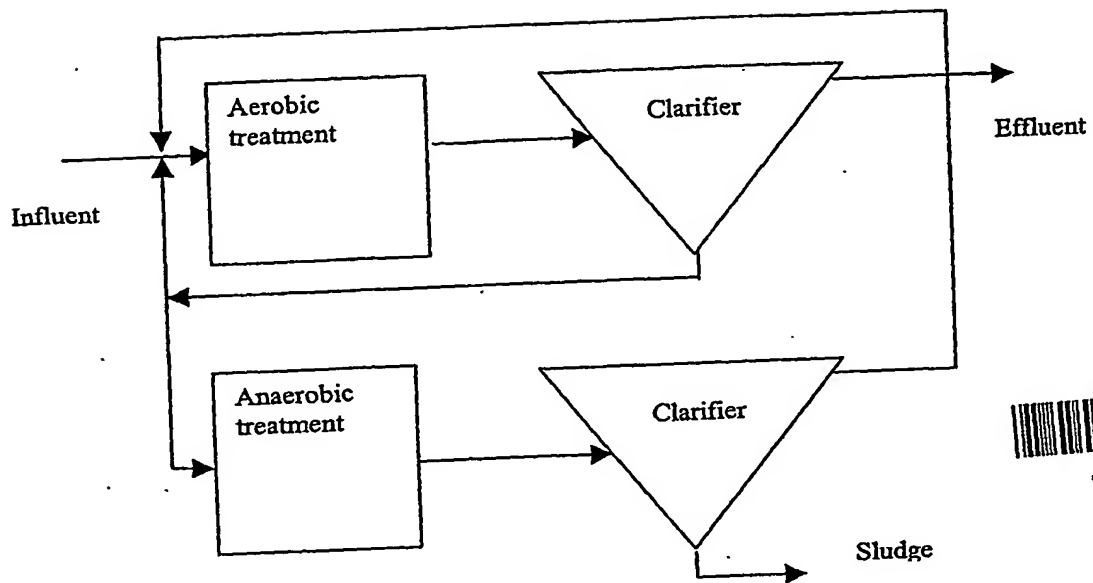 Aerobic
treatment
Clarifier
Effluent
Influent
Anaerobic
treatment
Clarifier
Sludge